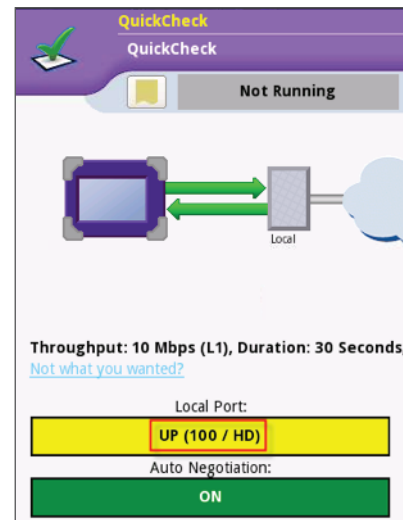 QuickCheck
QuickCheck
Not Running
Local
Throughput: 10 Mbps (L1), Duration: 30 Seconds,
Not what you wanted?
Local Port:
UP (100 / HD)
Auto Negotiation:
ON